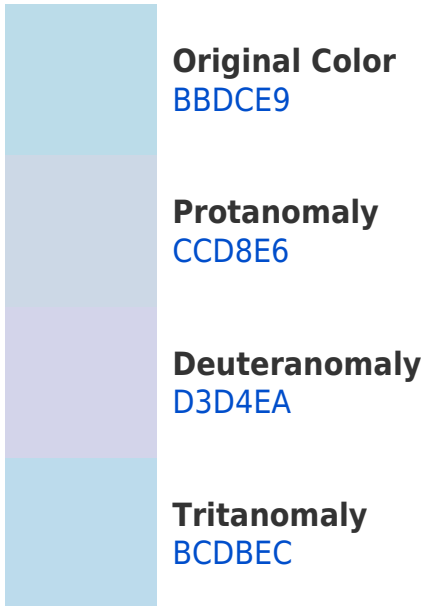 Original Color
BBDCE9
Protanomaly
CCD8E6
Deuteranomaly
D3D4EA
Tritanomaly
BCDBEC